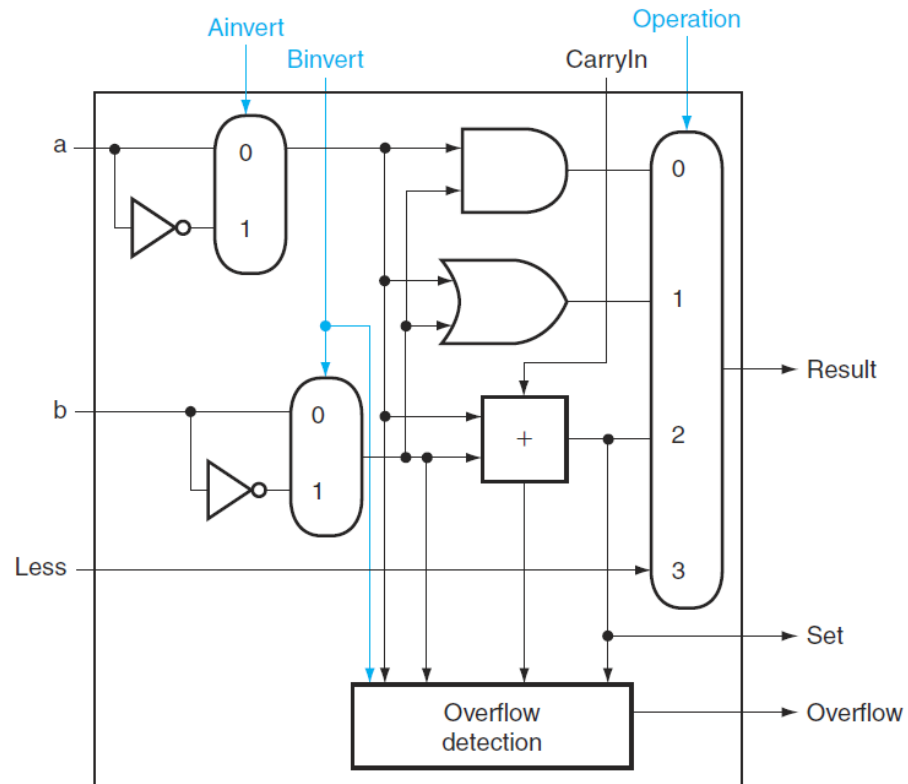 Operation
Ainvert
Binvert
CarryIn
a
0
1
0
1
Result
b
0
1
+
2
Less
3
Set
Overflow
detection
Overflow